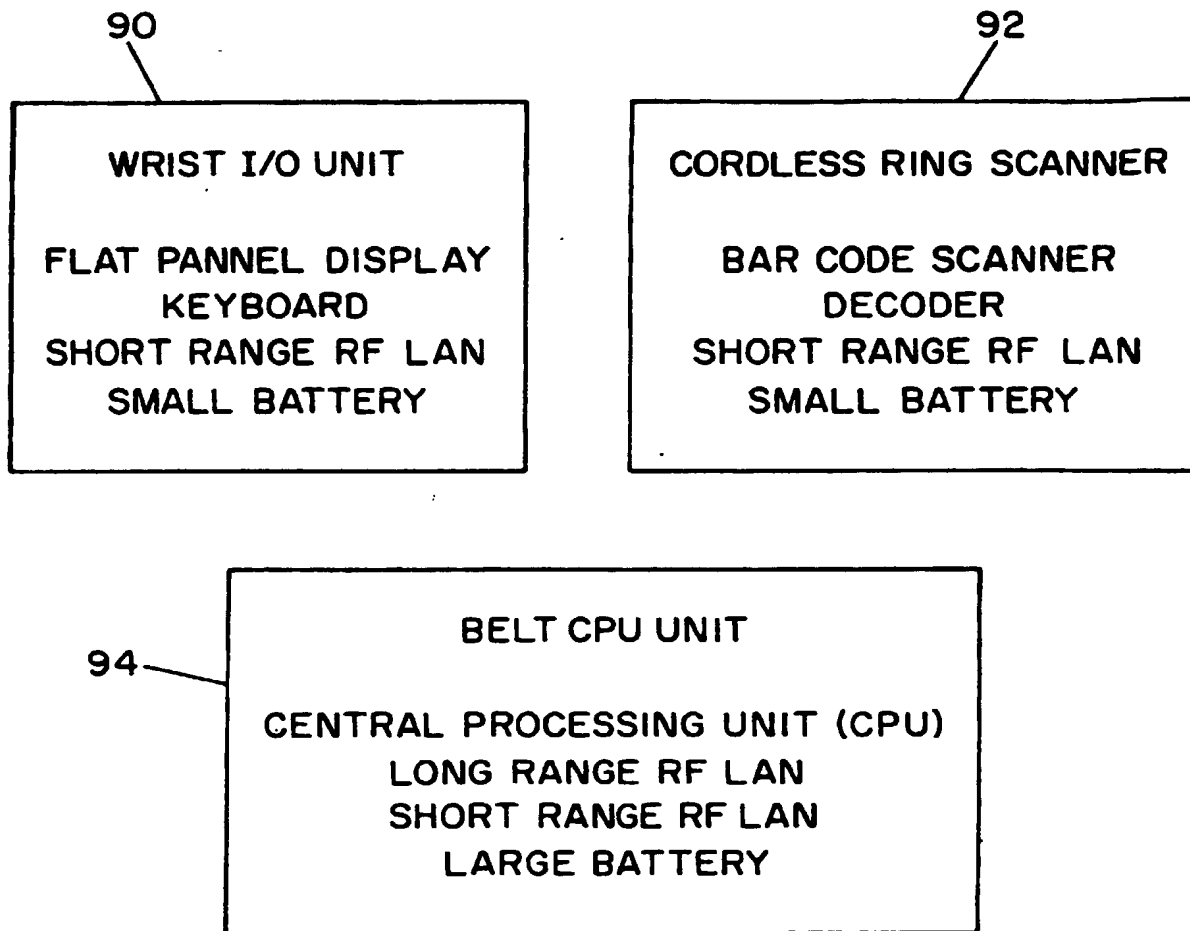 90
WRIST I/O UNIT
FLAT PANNEL DISPLAY
KEYBOARD
SHORT RANGE RF LAN
SMALL BATTERY
92
CORDLESS RING SCANNER
BAR CODE SCANNER
DECODER
SHORT RANGE RF LAN
SMALL BATTERY
94
BELT CPU UNIT
CENTRAL PROCESSING UNIT (CPU)
LONG RANGE RF LAN
SHORT RANGE RF LAN
LARGE BATTERY